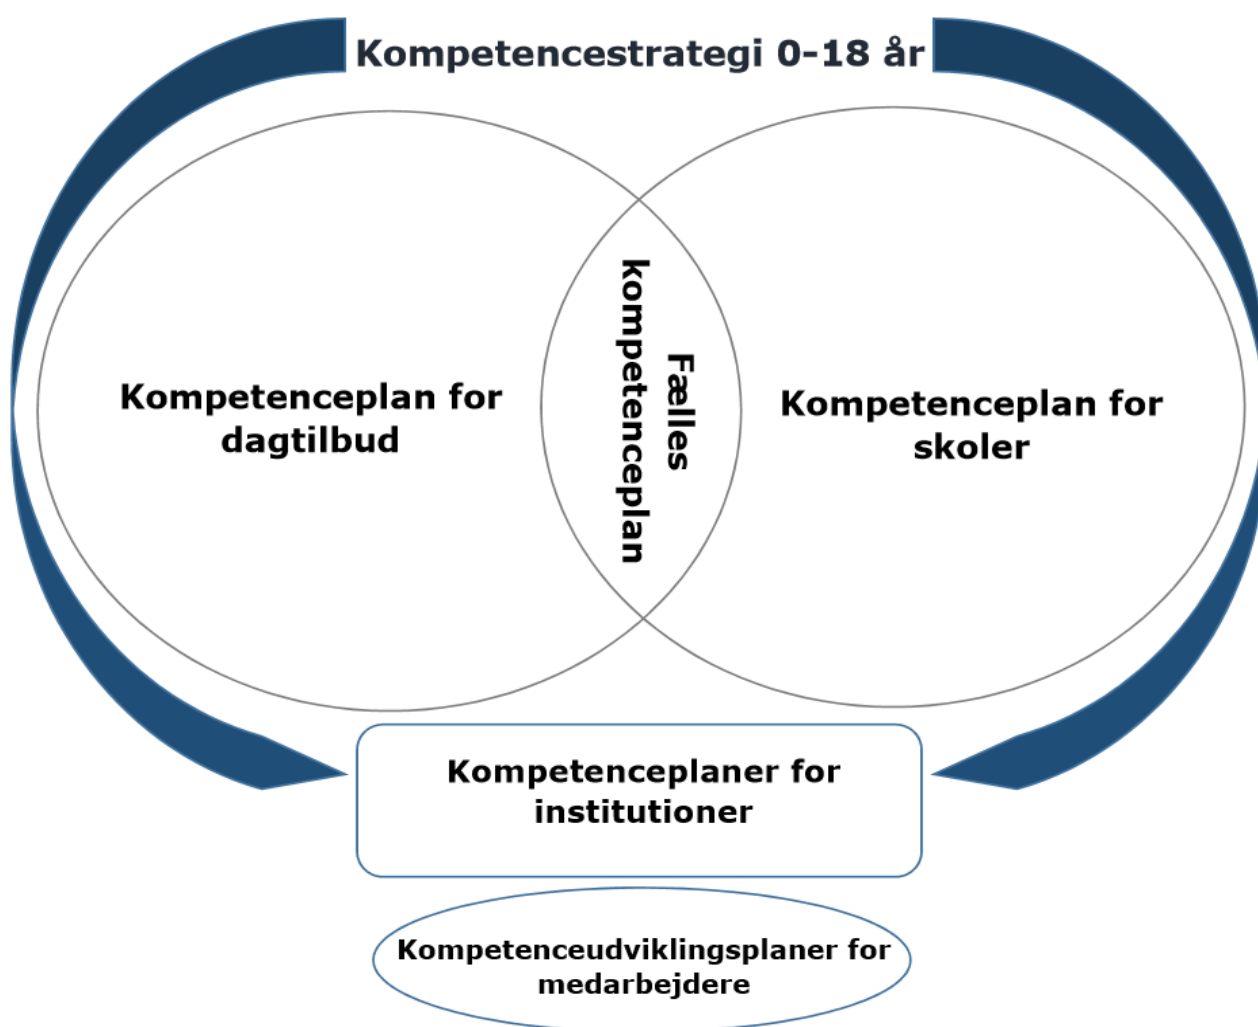 Kompetencestrategi 0-18 år
Kompetenceplan for
dagtilbud
Fælles
kompetenceplan
Kompetenceplan for
skoler
Kompetenceplaner for
institutioner
Kompetenceudviklingsplaner for
medarbejdere